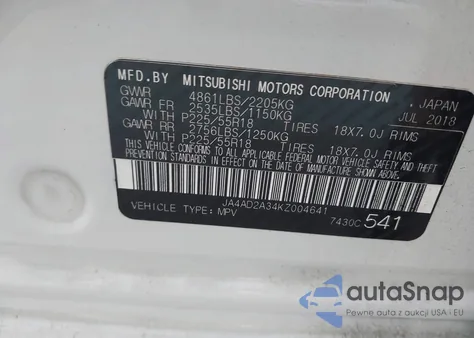 MFD.BY MITSUBISHI MOTORS CORPORATION, JAPAN
GVWR 4861LBS/2205KG JUL 2018
GAWR FR 2535LBS/1150KG
WITH P225/55R18 TIRES 18X7.0J RIMS
GAWR RR 2756LBS/1250KG
WITH P225/55R18 TIRES 18X7.0J RIMS
THIS VEHICLE CONFORMS TO ALL APPLICABLE FEDERAL MOTOR VEHICLE SAFETY, BUMPER, AND
THEFT PREVENTION STANDARDS IN EFFECT ON THE DATE OF MANUFACTURE SHOWN ABOVE.
JA4AD2A34KZ004641
VEHICLE TYPE: MPV 7430C 541
autoSnap
Pewne auta z aukcji USA i EU